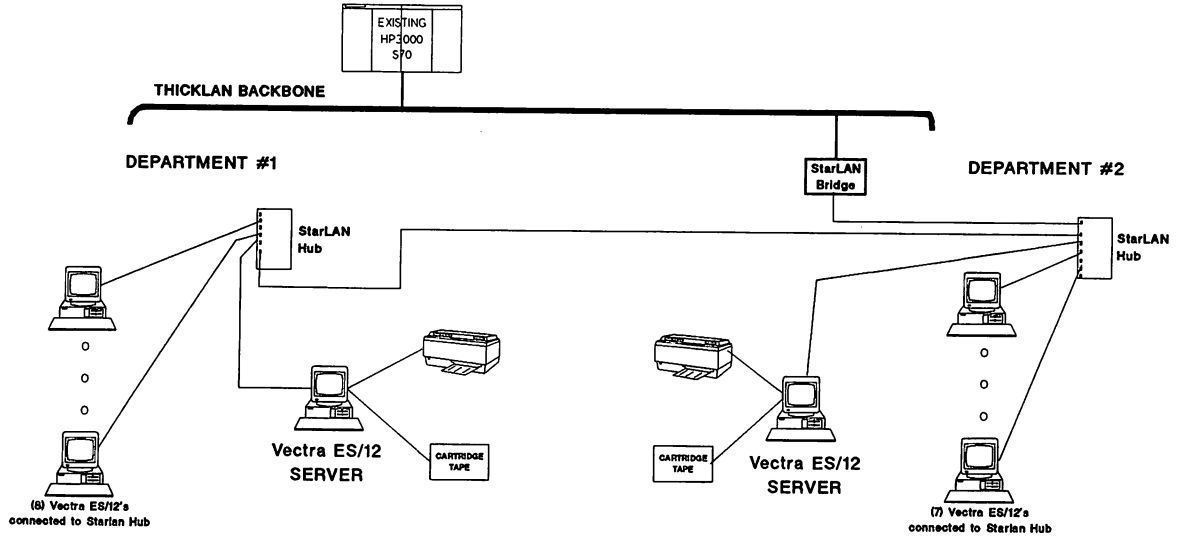 EXISTING
HP3000
S70
THICKLAN BACKBONE
DEPARTMENT #1
StarLAN
Bridge
DEPARTMENT #2
StarLAN
Hub
StarLAN
Hub
Vectra ES/12
SERVER
CARTRIDGE
TAPE
CARTRIDGE
TAPE
Vectra ES/12
SERVER
(6) Vectra ES/12's
connected to Starlan Hub
(7) Vectra ES/12's
connected to Starlan Hub